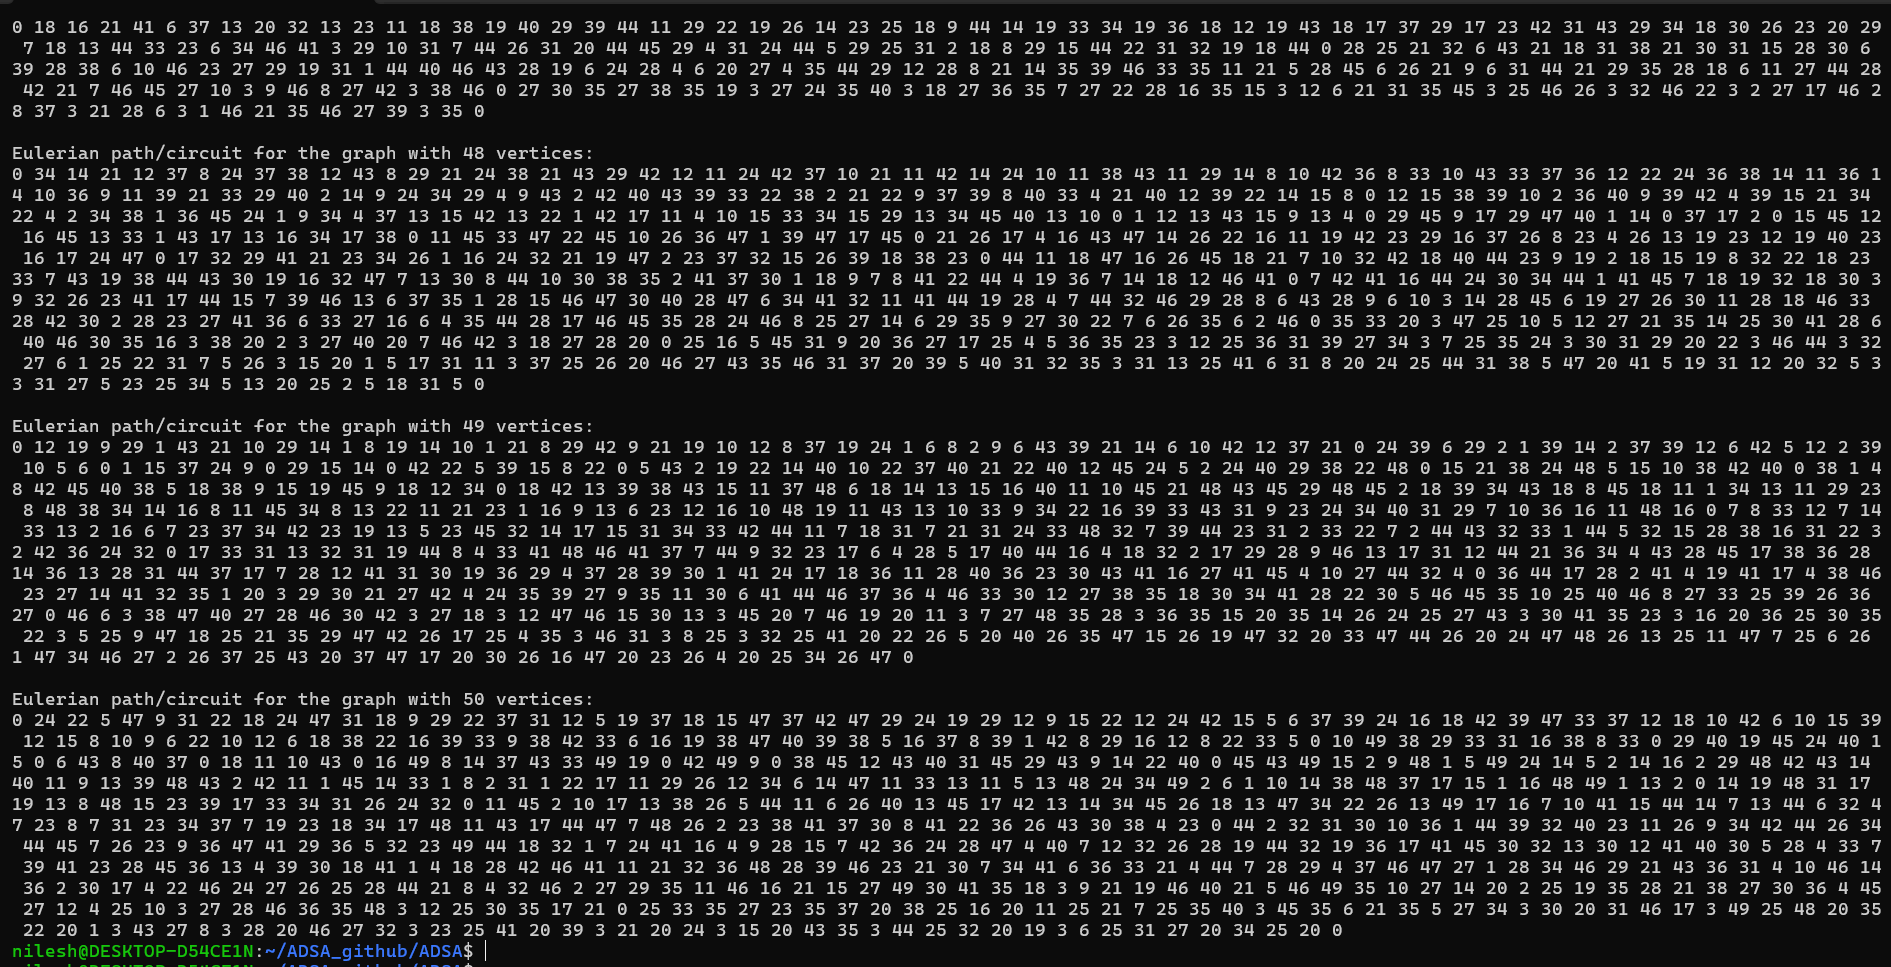 0 18 16 21 41 6 37 13 20 32 13 23 11 18 38 19 40 29 39 44 11 29 22 19 26 14 23 25 18 9 44 14 19 33 34 19 36 18 12 19 43 18 17 37 29 17 23 42 31 43 29 34 18 30 26 23 20 29
7 18 13 44 33 23 6 34 46 41 3 29 10 31 7 44 26 31 20 44 45 29 4 31 24 44 5 29 25 31 2 18 8 29 15 44 22 31 32 19 18 44 0 28 25 21 32 6 43 21 18 31 38 21 30 31 15 28 30 6
39 28 38 6 10 46 23 27 29 19 31 1 44 40 46 43 28 19 6 24 28 4 6 20 27 4 35 44 29 12 28 8 21 14 35 39 46 33 35 11 21 5 28 45 6 26 21 9 6 31 44 21 29 35 28 18 6 11 27 44 28
42 21 7 46 45 27 10 3 9 46 8 27 42 3 38 46 0 27 30 35 27 38 35 19 3 27 24 35 40 3 18 27 36 35 7 27 22 28 16 35 15 3 12 6 21 31 35 45 3 25 46 26 3 32 46 22 3 2 27 17 46 2
8 37 3 21 28 6 3 1 46 21 35 46 27 39 3 35 0
Eulerian path/circuit for the graph with 48 vertices:
0 34 14 21 12 37 8 24 37 38 12 43 8 29 21 24 38 21 43 29 42 12 11 24 42 37 10 21 11 42 14 24 10 11 38 43 11 29 14 8 10 42 36 8 33 10 43 33 37 36 12 22 24 36 38 14 11 36 1
4 10 36 9 11 39 21 33 29 40 2 14 9 24 34 29 4 9 43 2 42 40 43 39 33 22 38 2 21 22 9 37 39 8 40 33 4 21 40 12 39 22 14 15 8 0 12 15 38 39 10 2 36 40 9 39 42 4 39 15 21 34
22 4 2 34 38 1 36 45 24 1 9 34 4 37 13 15 42 13 22 1 42 17 11 4 10 15 33 34 15 29 13 34 45 40 13 10 0 1 12 13 43 15 9 13 4 0 29 45 9 17 29 47 40 1 14 0 37 17 2 0 15 45 12
16 45 13 33 1 43 17 13 16 34 17 38 0 11 45 33 47 22 45 10 26 36 47 1 39 47 17 45 0 21 26 17 4 16 43 47 14 26 22 16 11 19 42 23 29 16 37 26 8 23 4 26 13 19 23 12 19 40 23
16 17 24 47 0 17 32 29 41 21 23 34 26 1 16 24 32 21 19 47 2 23 37 32 15 26 39 18 38 23 0 44 11 18 47 16 26 45 18 21 7 10 32 42 18 40 44 23 9 19 2 18 15 19 8 32 22 18 23
33 7 43 19 38 44 43 30 19 16 32 47 7 13 30 8 44 10 30 38 35 2 41 37 30 1 18 9 7 8 41 22 44 4 19 36 7 14 18 12 46 41 0 7 42 41 16 44 24 30 34 44 1 41 45 7 18 19 32 18 30 3
9 32 26 23 41 17 44 15 7 39 46 13 6 37 35 1 28 15 46 47 30 40 28 47 6 34 41 32 11 41 44 19 28 4 7 44 32 46 29 28 8 6 43 28 9 6 10 3 14 28 45 6 19 27 26 30 11 28 18 46 33
28 42 30 2 28 23 27 41 36 6 33 27 16 6 4 35 44 28 17 46 45 35 28 24 46 8 25 27 14 6 29 35 9 27 30 22 7 6 26 35 6 2 46 0 35 33 20 3 47 25 10 5 12 27 21 35 14 25 30 41 28 6
40 46 30 35 16 3 38 20 2 3 27 40 20 7 46 42 3 18 27 28 20 0 25 16 5 45 31 9 20 36 27 17 25 4 5 36 35 23 3 12 25 36 31 39 27 34 3 7 25 35 24 3 30 31 29 20 22 3 46 44 3 32
27 6 1 25 22 31 7 5 26 3 15 20 1 5 17 31 11 3 37 25 26 20 46 27 43 35 46 31 37 20 39 5 40 31 32 35 3 31 13 25 41 6 31 8 20 24 25 44 31 38 5 47 20 41 5 19 31 12 20 32 5 3
3 31 27 5 23 25 34 5 13 20 25 2 5 18 31 5 0
Eulerian path/circuit for the graph with 49 vertices:
0 12 19 9 29 1 43 21 10 29 14 1 8 19 14 10 1 21 8 29 42 9 21 19 10 12 8 37 19 24 1 6 8 2 9 6 43 39 21 14 6 10 42 12 37 21 0 24 39 6 29 2 1 39 14 2 37 39 12 6 42 5 12 2 39
10 5 6 0 1 15 37 24 9 0 29 15 14 0 42 22 5 39 15 8 22 0 5 43 2 19 22 14 40 10 22 37 40 21 22 40 12 45 24 5 2 24 40 29 38 22 48 0 15 21 38 24 48 5 15 10 38 42 40 0 38 1 4
8 42 45 40 38 5 18 38 9 15 19 45 9 18 12 34 0 18 42 13 39 38 43 15 11 37 48 6 18 14 13 15 16 40 11 10 45 21 48 43 45 29 48 45 2 18 39 34 43 18 8 45 18 11 1 34 13 11 29 23
8 48 38 34 14 16 8 11 45 34 8 13 22 11 21 23 1 16 9 13 6 23 12 16 10 48 19 11 43 13 10 33 9 34 22 16 39 33 43 31 9 23 24 34 40 31 29 7 10 36 16 11 48 16 0 7 8 33 12 7 14
33 13 2 16 6 7 23 37 34 42 23 19 13 5 23 45 32 14 17 15 31 34 33 42 44 11 7 18 31 7 21 31 24 33 48 32 7 39 44 23 31 2 33 22 7 2 44 43 32 33 1 44 5 32 15 28 38 16 31 22 3
2 42 36 24 32 0 17 33 31 13 32 31 19 44 8 4 33 41 48 46 41 37 7 44 9 32 23 17 6 4 28 5 17 40 44 16 4 18 32 2 17 29 28 9 46 13 17 31 12 44 21 36 34 4 43 28 45 17 38 36 28
14 36 13 28 31 44 37 17 7 28 12 41 31 30 19 36 29 4 37 28 39 30 1 41 24 17 18 36 11 28 40 36 23 30 43 41 16 27 41 45 4 10 27 44 32 4 0 36 44 17 28 2 41 4 19 41 17 4 38 46
23 27 14 41 32 35 1 20 3 29 30 21 27 42 4 24 35 39 27 9 35 11 30 6 41 44 46 37 36 4 46 33 30 12 27 38 35 18 30 34 41 28 22 30 5 46 45 35 10 25 40 46 8 27 33 25 39 26 36
27 0 46 6 3 38 47 40 27 28 46 30 42 3 27 18 3 12 47 46 15 30 13 3 45 20 7 46 19 20 11 3 7 27 48 35 28 3 36 35 15 20 35 14 26 24 25 27 43 3 30 41 35 23 3 16 20 36 25 30 35
22 3 5 25 9 47 18 25 21 35 29 47 42 26 17 25 4 35 3 46 31 3 8 25 3 32 25 41 20 22 26 5 20 40 26 35 47 15 26 19 47 32 20 33 47 44 26 20 24 47 48 26 13 25 11 47 7 25 6 26
1 47 34 46 27 2 26 37 25 43 20 37 47 17 20 30 26 16 47 20 23 26 4 20 25 34 26 47 0
Eulerian path/circuit for the graph with 50 vertices:
0 24 22 5 47 9 31 22 18 24 47 31 18 9 29 22 37 31 12 5 19 37 18 15 47 37 42 47 29 24 19 29 12 9 15 22 12 24 42 15 5 6 37 39 24 16 18 42 39 47 33 37 12 18 10 42 6 10 15 39
12 15 8 10 9 6 22 10 12 6 18 38 22 16 39 33 9 38 42 33 6 16 19 38 47 40 39 38 5 16 37 8 39 1 42 8 29 16 12 8 22 33 5 0 10 49 38 29 33 31 16 38 8 33 0 29 40 19 45 24 40 1
5 0 6 43 8 40 37 0 18 11 10 43 0 16 49 8 14 37 43 33 49 19 0 42 49 9 0 38 45 12 43 40 31 45 29 43 9 14 22 40 0 45 43 49 15 2 9 48 1 5 49 24 14 5 2 14 16 2 29 48 42 43 14
40 11 9 13 39 48 43 2 42 11 1 45 14 33 1 8 2 31 1 22 17 11 29 26 12 34 6 14 47 11 33 13 11 5 13 48 24 34 49 2 6 1 10 14 38 48 37 17 15 1 16 48 49 1 13 2 0 14 19 48 31 17
19 13 8 48 15 23 39 17 33 34 31 26 24 32 0 11 45 2 10 17 13 38 26 5 44 11 6 26 40 13 45 17 42 13 14 34 45 26 18 13 47 34 22 26 13 49 17 16 7 10 41 15 44 14 7 13 44 6 32 4
7 23 8 7 31 23 34 37 7 19 23 18 34 17 48 11 43 17 44 47 7 48 26 2 23 38 41 37 30 8 41 22 36 26 43 30 38 4 23 0 44 2 32 31 30 10 36 1 44 39 32 40 23 11 26 9 34 42 44 26 34
44 45 7 26 23 9 36 47 41 29 36 5 32 23 49 44 18 32 1 7 24 41 16 4 9 28 15 7 42 36 24 28 47 4 40 7 12 32 26 28 19 44 32 19 36 17 41 45 30 32 13 30 12 41 40 30 5 28 4 33 7
39 41 23 28 45 36 13 4 39 30 18 41 1 4 18 28 42 46 41 11 21 32 36 48 28 39 46 23 21 30 7 34 41 6 36 33 21 4 44 7 28 29 4 37 46 47 27 1 28 34 46 29 21 43 36 31 4 10 46 14
36 2 30 17 4 22 46 24 27 26 25 28 44 21 8 4 32 46 2 27 29 35 11 46 16 21 15 27 49 30 41 35 18 3 9 21 19 46 40 21 5 46 49 35 10 27 14 20 2 25 19 35 28 21 38 27 30 36 4 45
27 12 4 25 10 3 27 28 46 36 35 48 3 12 25 30 35 17 21 0 25 33 35 27 23 35 37 20 38 25 16 20 11 25 21 7 25 35 40 3 45 35 6 21 35 5 27 34 3 30 20 31 46 17 3 49 25 48 20 35
22 20 1 3 43 27 8 3 28 20 46 27 32 3 23 25 41 20 39 3 21 20 24 3 15 20 43 35 3 44 25 32 20 19 3 6 25 31 27 20 34 25 20 0
nilesh@DESKTOP-D54CE1N:~/ADSA_github/ADSA$